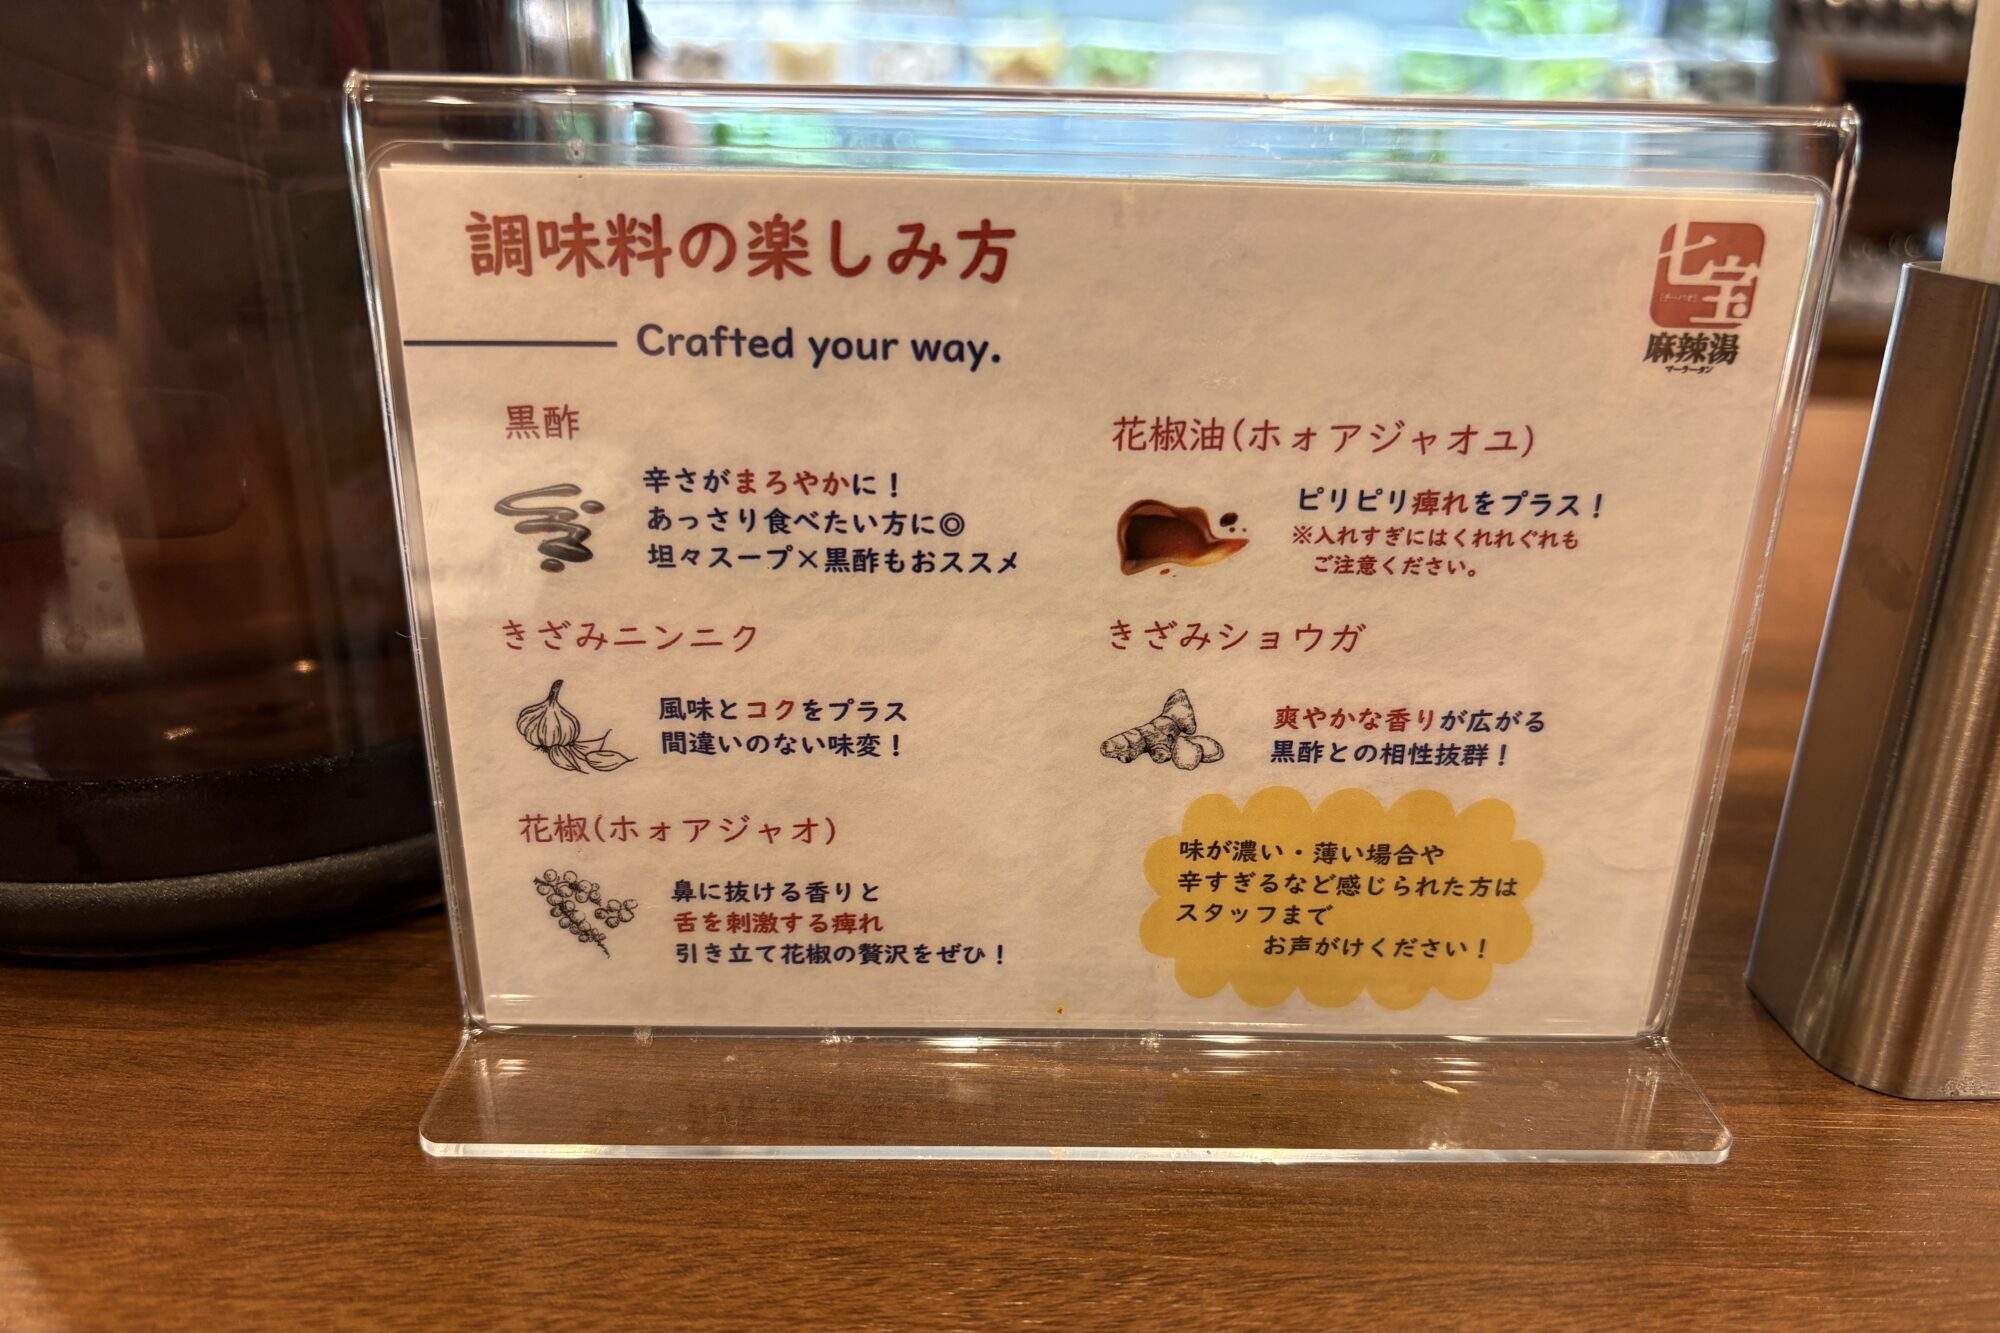 調味料の楽しみ方
Crafted your way.
七宝
(チーパオ)
麻辣湯
マーラータン
黒酢
辛さがまろやかに！
あっさり食べたい方に◎
坦々スープ×黒酢もおススメ
花椒油(ホォアジャオユ)
ピリピリ痺れをプラス！
※入れすぎにはくれれぐれも
ご注意ください。
きざみニンニク
風味とコクをプラス
間違いのない味変！
きざみショウガ
爽やかな香りが広がる
黒酢との相性抜群！
花椒(ホォアジャオ)
鼻に抜ける香りと
舌を刺激する痺れ
引き立て花椒の贅沢をぜひ！
味が濃い・薄い場合や
辛すぎるなど感じられた方は
スタッフまで
お声がけください！